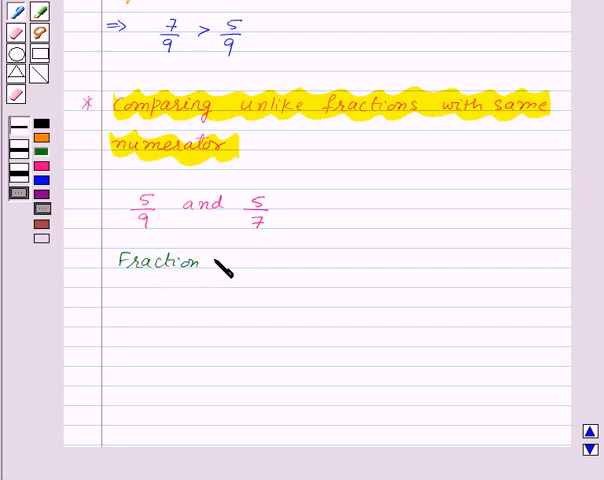 ⇒ 7/9 > 5/9
* Comparing unlike fractions with same
numerator
5/9 and 5/7
Fraction